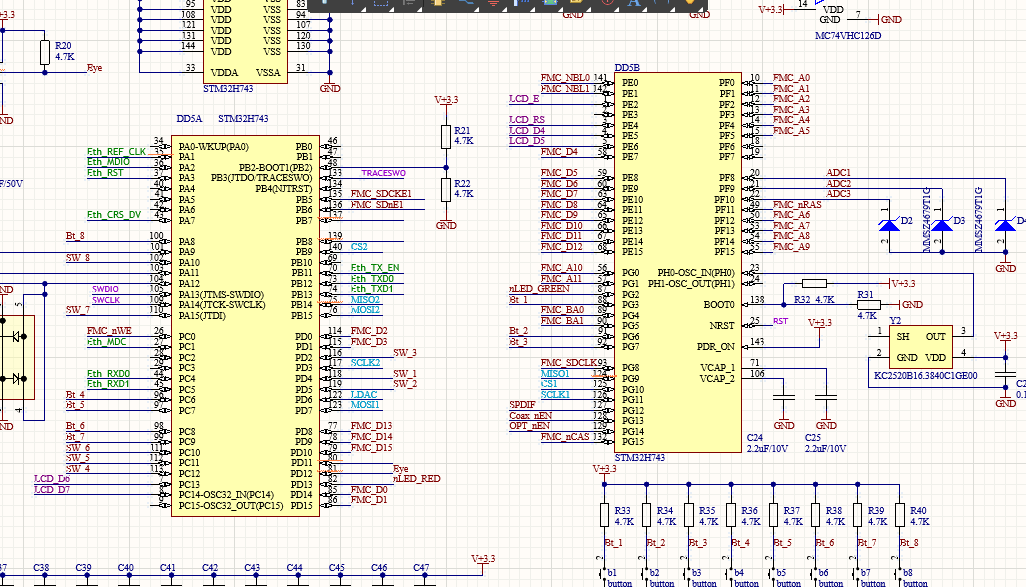 95 VDD VSS 83
108 VDD VSS 94
121 VDD VSS 107
131 VDD VSS 120
144 VDD VSS 130
33 VDDA VSSA 31
STM32H743
GND
V+3.3
R20
4.7K
Eye
GND
V+3.3
14 VDD
GND 7 GND
MC74VHC126D
DD5A STM32H743
34 PA0-WKUP(PA0) PB0 46
Eth_REF_CLK PA1 PB1
Eth_MDIO 36 PA2 PB2-BOOT1(PB2)
Eth_RST 37 PA3 PB3(JTDO/TRACESWO) TRACESWO
PA4 PB4(NJTRST)
PA5 PB5 FMC_SDCKE1
PA6 PB6 FMC_SDnE1
Eth_CRS_DV 43 PA7 PB7
Bt_8 100 PA8 PB8 139
101 PA9 PB9 CS2
PA10 PB10
SW_8 PA11 PB11 Eth_TX_EN
PA12 PB12 Eth_TXD0
SWDIO PA13(JTMS-SWDIO) PB13 Eth_TXD1
SWCLK PA14(JTCK-SWCLK) PB14 MISO2
SW_7 110 PA15(JTDI) PB15 76 MOSI2
FMC_nWE 26 PC0 PD0 114 FMC_D2
Eth_MDC PC1 PD1 FMC_D3
PC2 PD2 SW_3
PC3 PD3 SCLK2
Eth_RXD0 44 PC4 PD4 SW_1
Eth_RXD1 45 PC5 PD5 SW_2
Bt_4 96 PC6 PD6 LDAC
Bt_5 97 PC7 PD7 MOSI1
Bt_6 98 PC8 PD8 77 FMC_D13
Bt_7 99 PC9 PD9 FMC_D14
SW_6 PC10 PD10 FMC_D15
SW_5 PC11 PD11
SW_4 PC12 PD12 Eye
LCD_D6 PC13 PD13 nLED_RED
LCD_D7 PC14-OSC32_IN(PC14) PD14 FMC_D0
PC15-OSC32_OUT(PC15) PD15 86 FMC_D1
V+3.3
R21
4.7K
R22
4.7K
GND
DD5B
FMC_NBL0 141 PE0 PF0 10 FMC_A0
FMC_NBL1 PE1 PF1 FMC_A1
LCD_E PE2 PF2 FMC_A2
PE3 PF3 FMC_A3
LCD_RS PE4 PF4 FMC_A4
LCD_D4 PE5 PF5 FMC_A5
LCD_D5 PE6 PF6
FMC_D4 58 PE7 PF7
FMC_D5 59 PE8 PF8 20 ADC1
FMC_D6 PE9 PF9 ADC2
FMC_D7 PE10 PF10 ADC3
FMC_D8 PE11 PF11 FMC_nRAS
FMC_D9 PE12 PF12 FMC_A6
FMC_D10 PE13 PF13 FMC_A7
FMC_D11 PE14 PF14 FMC_A8
FMC_D12 68 PE15 PF15 FMC_A9
FMC_A10 56 PG0 PH0-OSC_IN(PH0) 23
FMC_A11 PG1 PH1-OSC_OUT(PH1)
nLED_GREEN PG2
Bt_1 PG3 BOOT0 138
FMC_BA0 PG4
FMC_BA1 PG5 NRST 25 RST
Bt_2 PG6
Bt_3 PG7 PDR_ON 143
FMC_SDCLK 93 PG8 VCAP_1 71
MISO1 PG9 VCAP_2 106
CS1 PG10
SCLK1 PG11
SPDIF PG12
Coax_nEN PG13
OPT_nEN PG14
FMC_nCAS PG15
STM32H743
D2
MMSZ4679T1G
D3
MMSZ4679T1G
GND
R32 4.7K
V+3.3
R31
4.7K
GND
V+3.3
Y2
1 SH OUT 3
2 GND VDD 4
KC2520B16.3840C1GE00
V+3.3
GND
GND
GND
C24
2.2uF/10V
C25
2.2uF/10V
V+3.3
R33 R34 R35 R36 R37 R38 R39 R40
4.7K 4.7K 4.7K 4.7K 4.7K 4.7K 4.7K 4.7K
Bt_1 Bt_2 Bt_3 Bt_4 Bt_5 Bt_6 Bt_7 Bt_8
b1 b2 b3 b4 b5 b6 b7 b8
button button button button button button button button
V+3.3
C38 C39 C40 C41 C42 C43 C44 C45 C46 C47